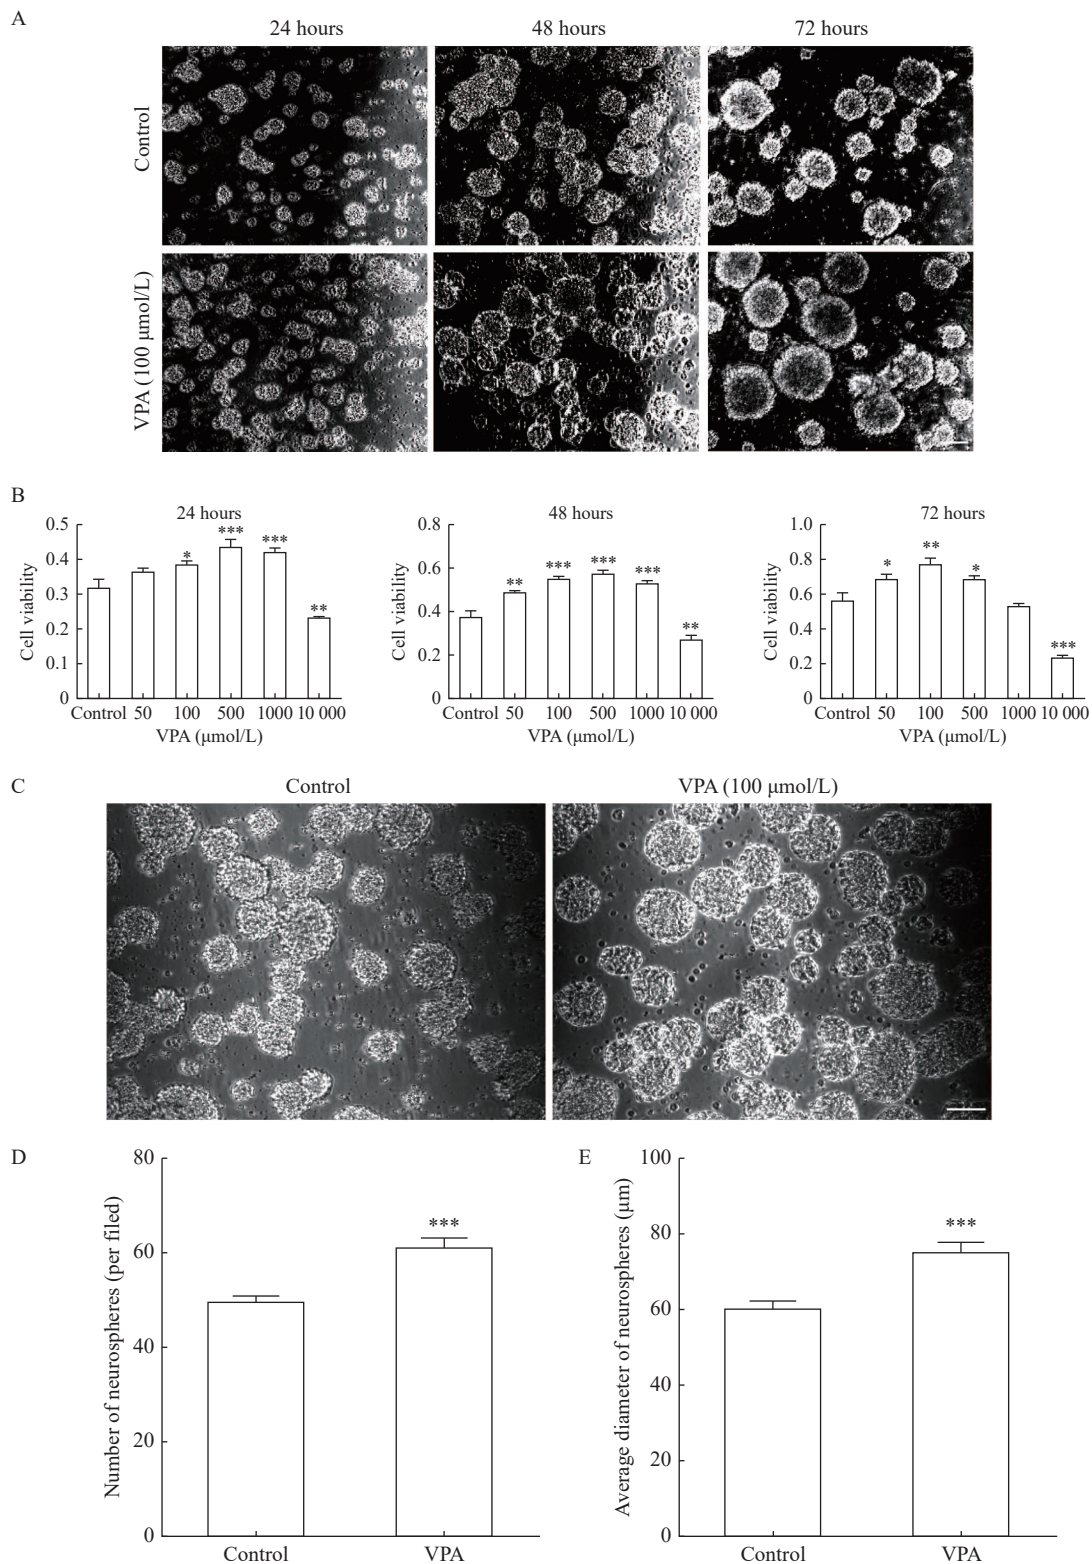 A
24 hours
48 hours
72 hours
Control
VPA (100 μmol/L)
B
24 hours
Cell viability
0.5
0.4
0.3
0.2
0.1
0
*
***
***
**
Control 50 100 500 1000 10 000
VPA (μmol/L)
48 hours
Cell viability
0.8
0.6
0.4
0.2
0
**
***
***
***
**
Control 50 100 500 1000 10 000
VPA (μmol/L)
72 hours
Cell viability
1.0
0.8
0.6
0.4
0.2
0
*
**
*
***
Control 50 100 500 1000 10 000
VPA (μmol/L)
C
Control
VPA (100 μmol/L)
D
Number of neurospheres (per filed)
80
60
40
20
0
***
Control VPA
E
Average diameter of neurospheres (μm)
100
80
60
40
20
0
***
Control VPA